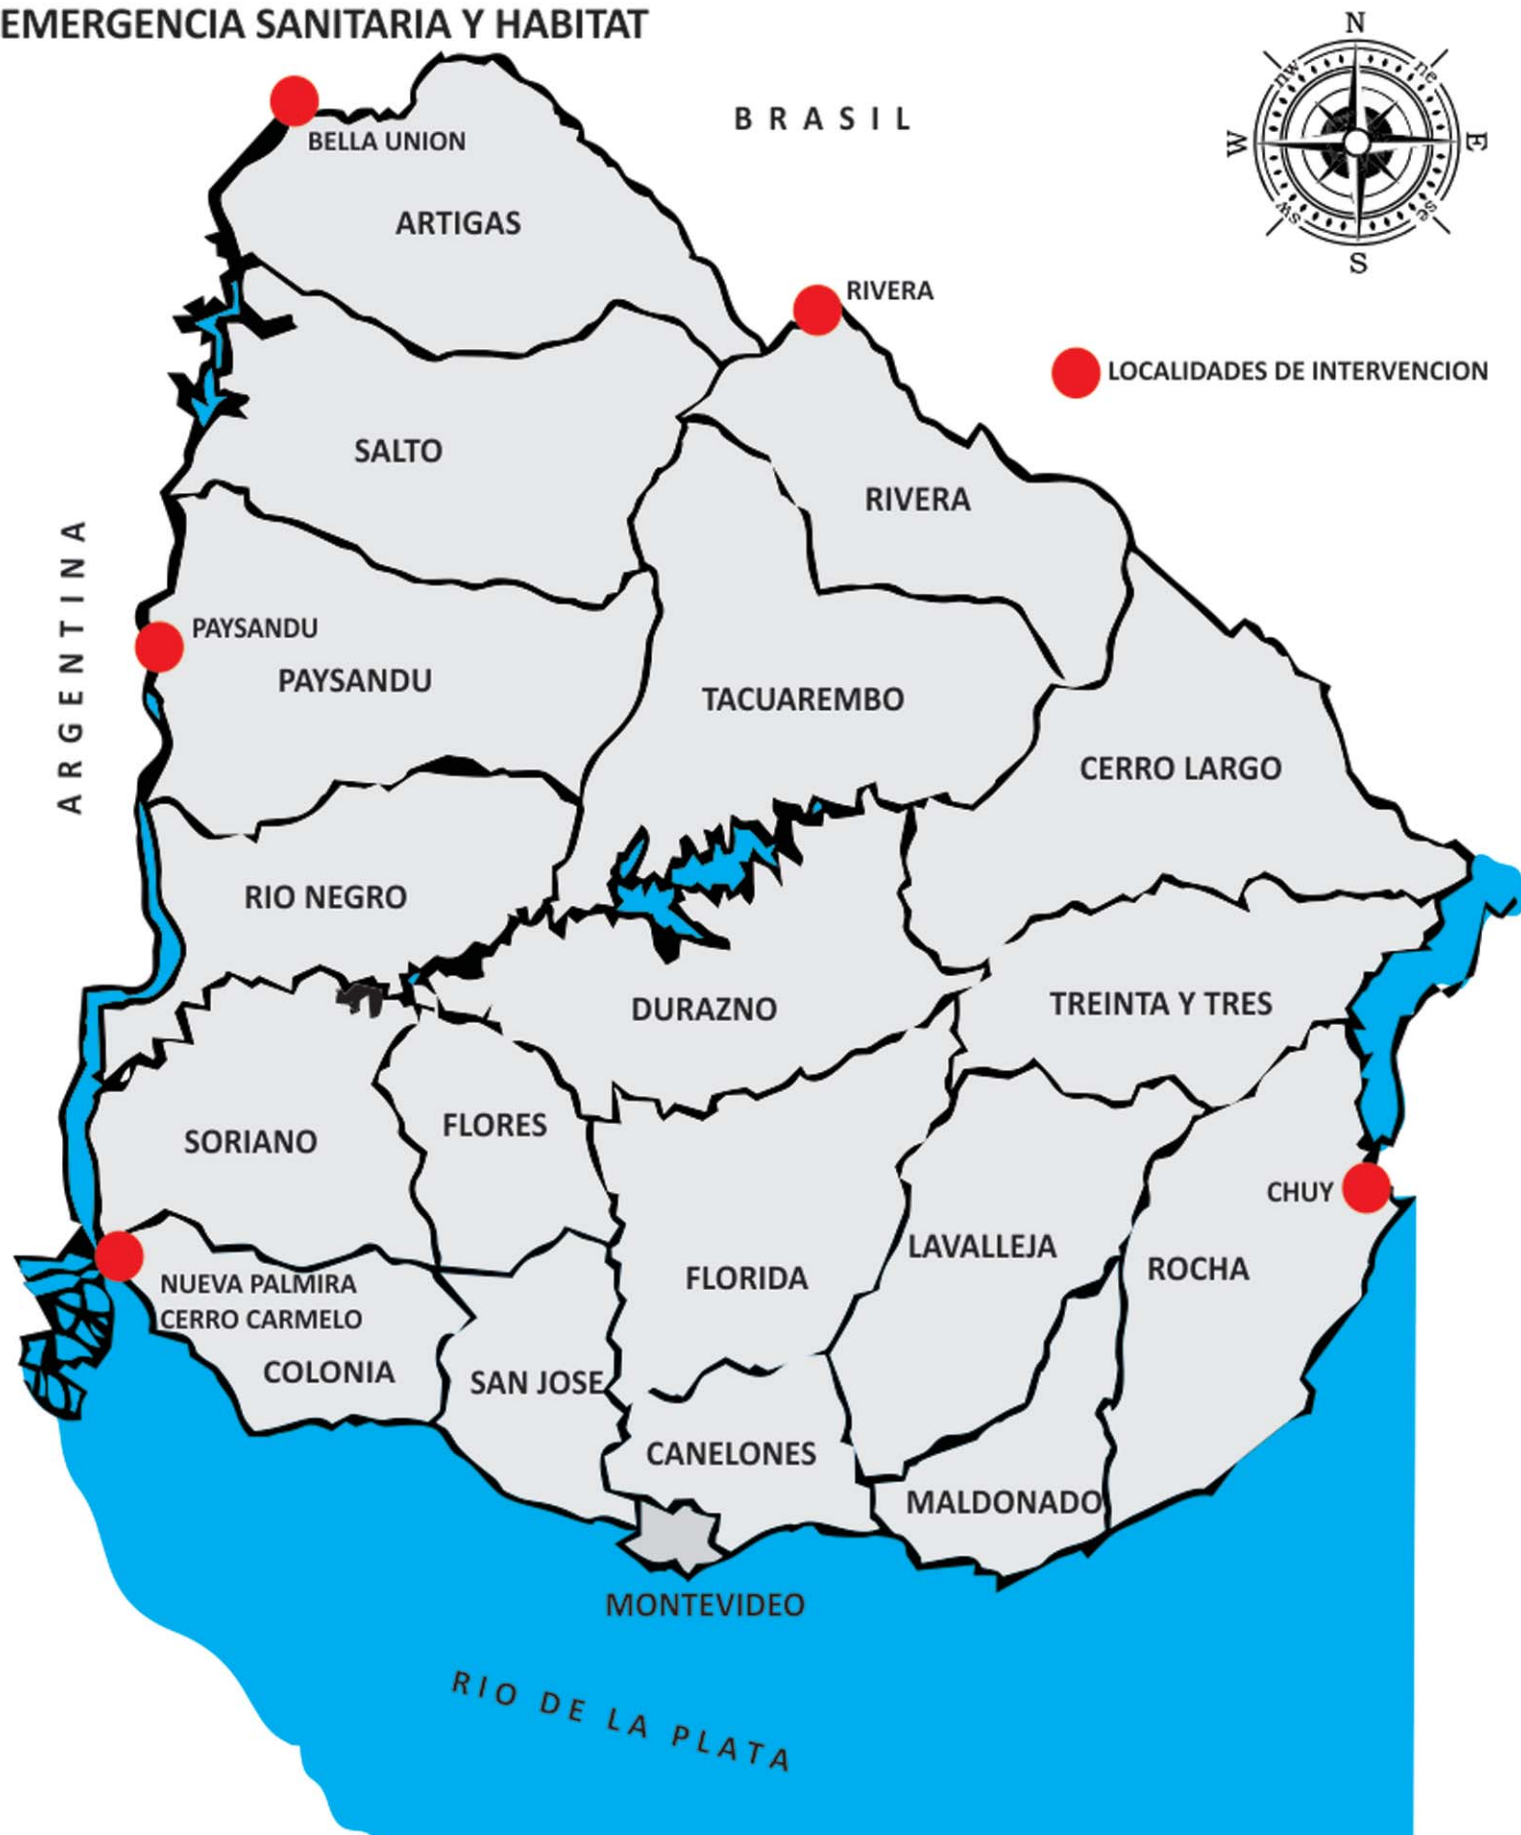 EMERGENCIA SANITARIA Y HABITAT
N
nw
ne
W
E
sw
se
S
BRASIL
BELLA UNION
ARTIGAS
RIVERA
LOCALIDADES DE INTERVENCION
SALTO
RIVERA
ARGENTINA
PAYSANDU
PAYSANDU
TACUAREMBO
CERRO LARGO
RIO NEGRO
DURAZNO
TREINTA Y TRES
SORIANO
FLORES
CHUY
LAVALLEJA
ROCHA
FLORIDA
NUEVA PALMIRA
CERRO CARMELO
COLONIA
SAN JOSE
CANELONES
MALDONADO
MONTEVIDEO
RIO DE LA PLATA